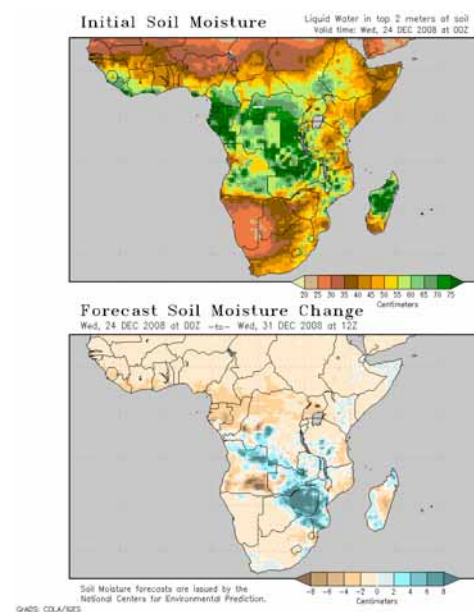 Initial Soil Moisture
Liquid Water in top 2 meters of soil
Valid time: Wed, 24 DEC 2008 at 00Z
20 25 30 35 40 45 50 55 60 65 70 75
Centimeters
Forecast Soil Moisture Change
Wed, 24 DEC 2008 at 00Z -to- Wed, 31 DEC 2008 at 12Z
Soil Moisture forecasts are issued by the
National Centers for Environmental Prediction.
-8 -6 -4 -2 0 2 4 6 8
Centimeters
GrADS: COLA/IGES